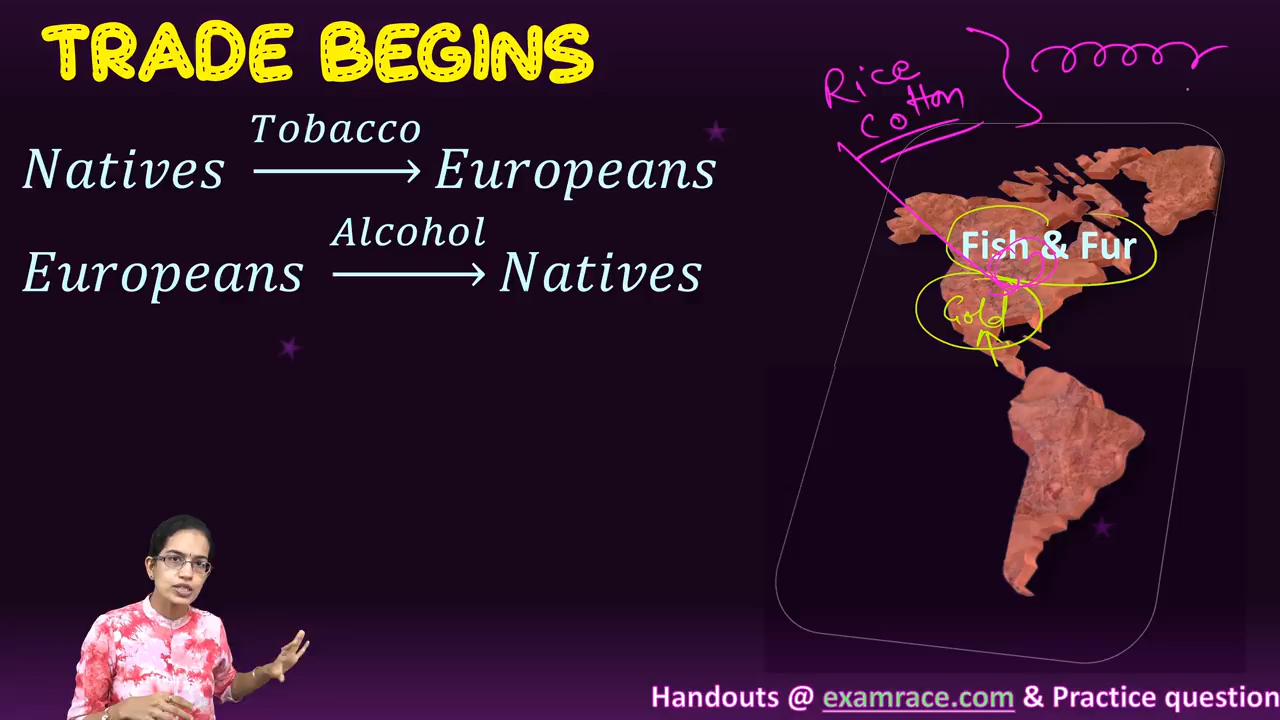 TRADE BEGINS
Tobacco
Natives → Europeans
Alcohol
Europeans → Natives
Rice
Cotton
Fish & Fur
Gold
Handouts @ examrace.com & Practice question